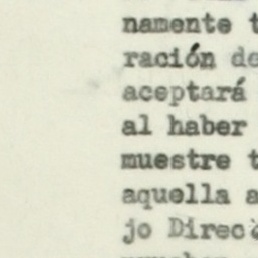 namente
ración de
aceptará
al haber
muestre
aquella
jo Direc